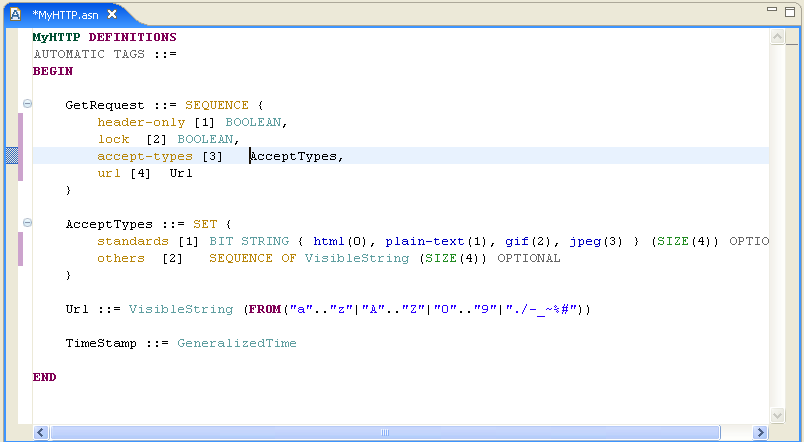 *MyHTTP.asn
MyHTTP DEFINITIONS
AUTOMATIC TAGS ::=
BEGIN
GetRequest ::= SEQUENCE {
header-only [1] BOOLEAN,
lock [2] BOOLEAN,
accept-types [3] AcceptTypes,
url [4] Url
}
AcceptTypes ::= SET {
standards [1] BIT STRING { html(0), plain-text(1), gif(2), jpeg(3) } (SIZE(4)) OPTIO
others [2] SEQUENCE OF VisibleString (SIZE(4)) OPTIONAL
}
Url ::= VisibleString (FROM("a".."z"|"A".."Z"|"0".."9"|"./-_~%#"))
TimeStamp ::= GeneralizedTime
END